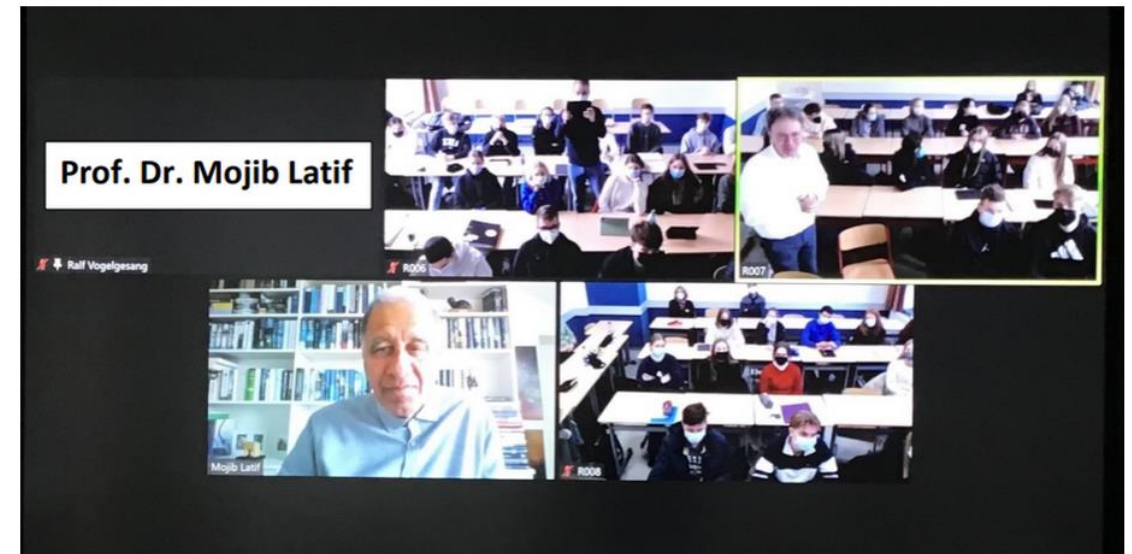 Prof. Dr. Mojib Latif
Ralf Vogelgesang
R006
R007
Mojib Latif
R008